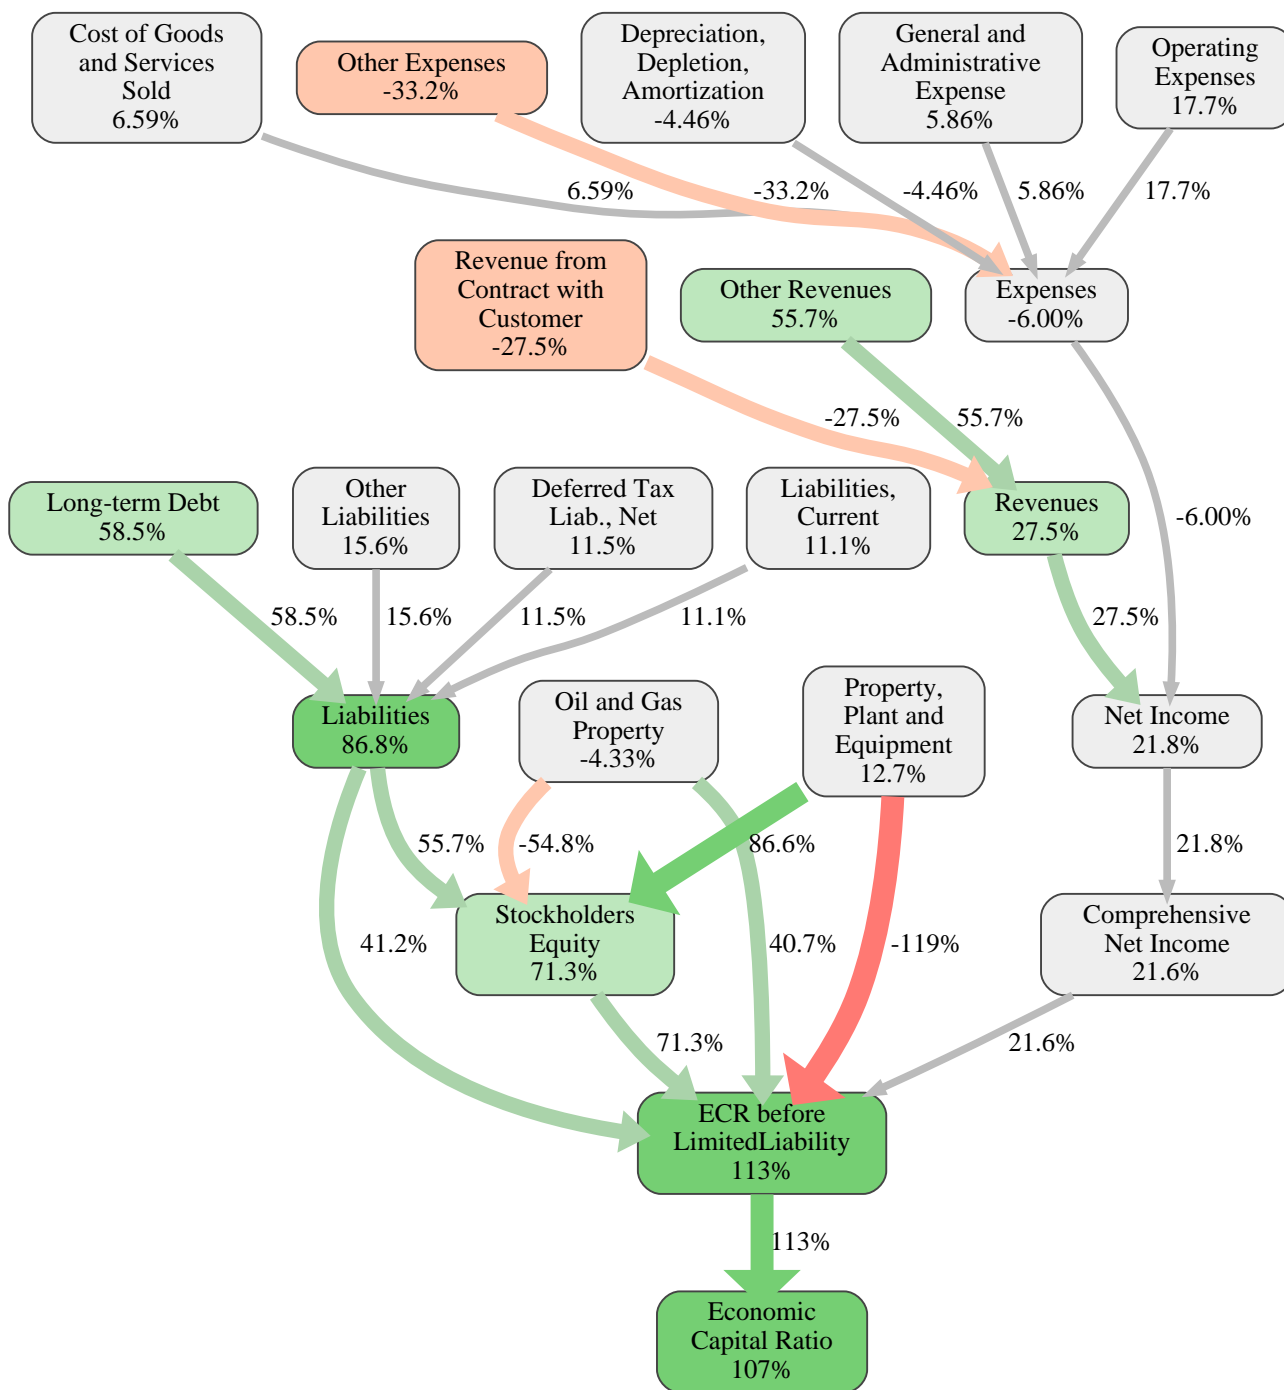 Cost of Goods
and Services
Sold
6.59%
Other Expenses
-33.2%
Depreciation,
Depletion,
Amortization
-4.46%
General and
Administrative
Expense
5.86%
Operating
Expenses
17.7%
6.59%
-33.2%
-4.46%
5.86%
17.7%
Revenue from
Contract with
Customer
-27.5%
Other Revenues
55.7%
Expenses
-6.00%
-27.5%
55.7%
-6.00%
Long-term Debt
58.5%
Other
Liabilities
15.6%
Deferred Tax
Liab., Net
11.5%
Liabilities,
Current
11.1%
Revenues
27.5%
58.5%
15.6%
11.5%
11.1%
27.5%
Liabilities
86.8%
Oil and Gas
Property
-4.33%
Property,
Plant and
Equipment
12.7%
Net Income
21.8%
55.7%
-54.8%
86.6%
21.8%
41.2%
Stockholders
Equity
71.3%
40.7%
-119%
Comprehensive
Net Income
21.6%
71.3%
21.6%
ECR before
LimitedLiability
113%
113%
Economic
Capital Ratio
107%